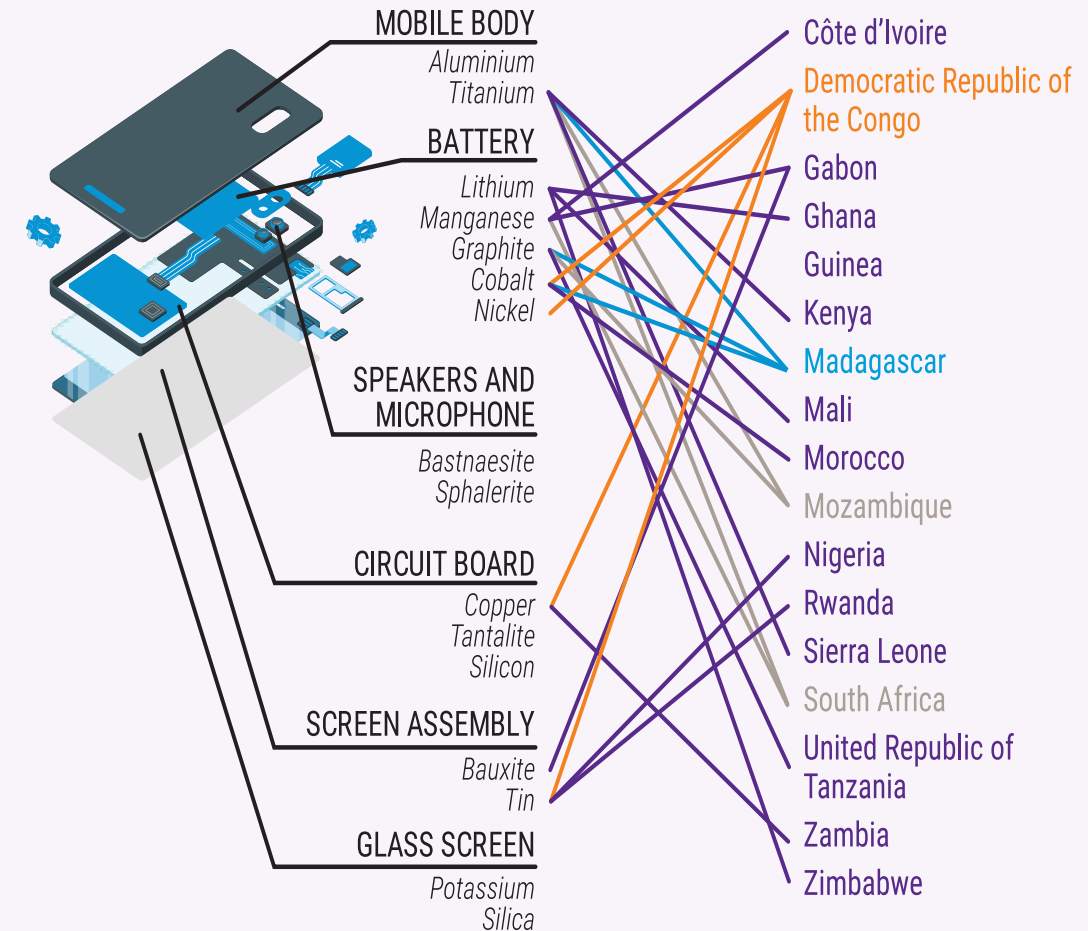 MOBILE BODY
Aluminium
Titanium
BATTERY
Lithium
Manganese
Graphite
Cobalt
Nickel
SPEAKERS AND
MICROPHONE
Bastnaesite
Sphalerite
CIRCUIT BOARD
Copper
Tantalite
Silicon
SCREEN ASSEMBLY
Bauxite
Tin
GLASS SCREEN
Potassium
Silica
Côte d'Ivoire
Democratic Republic of
the Congo
Gabon
Ghana
Guinea
Kenya
Madagascar
Mali
Morocco
Mozambique
Nigeria
Rwanda
Sierra Leone
South Africa
United Republic of
Tanzania
Zambia
Zimbabwe